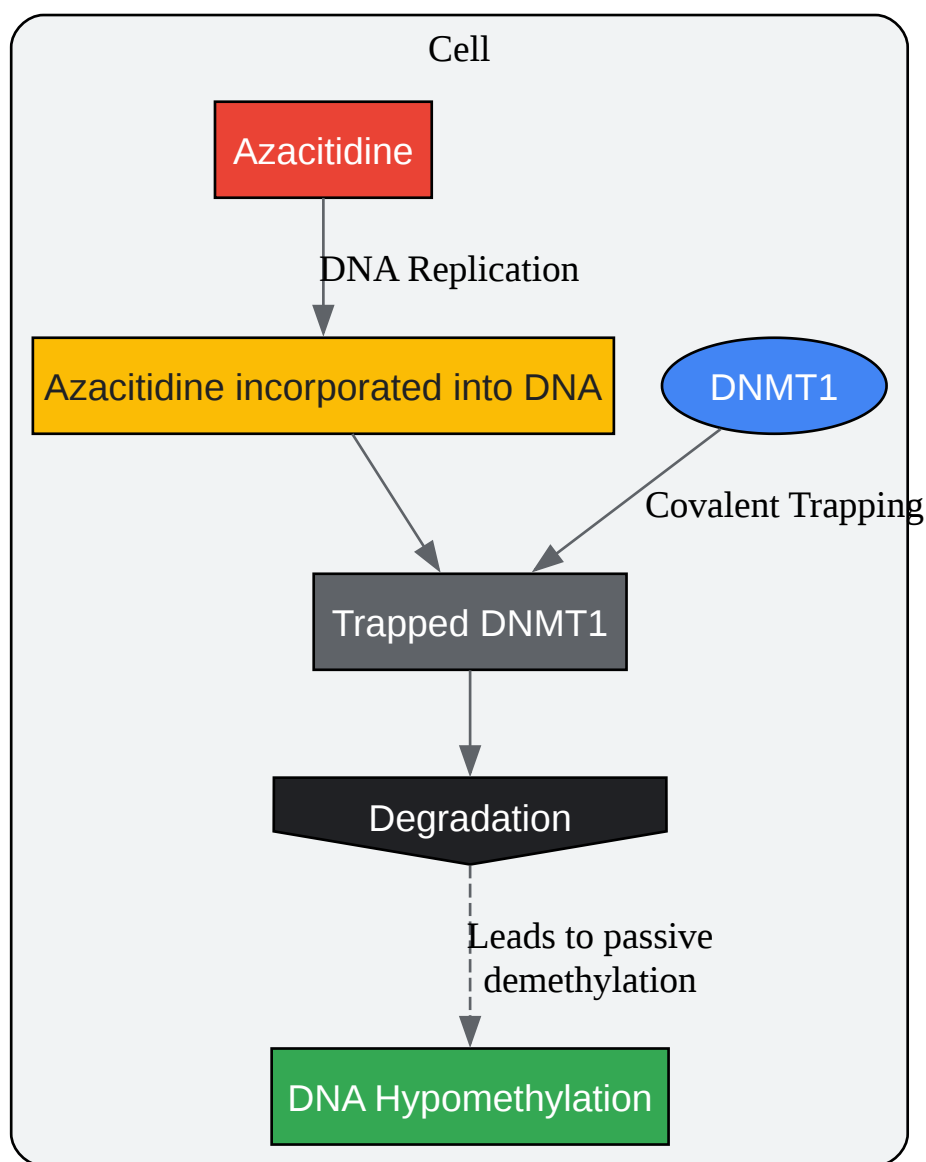 Cell
Azacitidine
DNA Replication
Azacitidine incorporated into DNA
DNMT1
Covalent Trapping
Trapped DNMT1
Degradation
Leads to passive
demethylation
DNA Hypomethylation